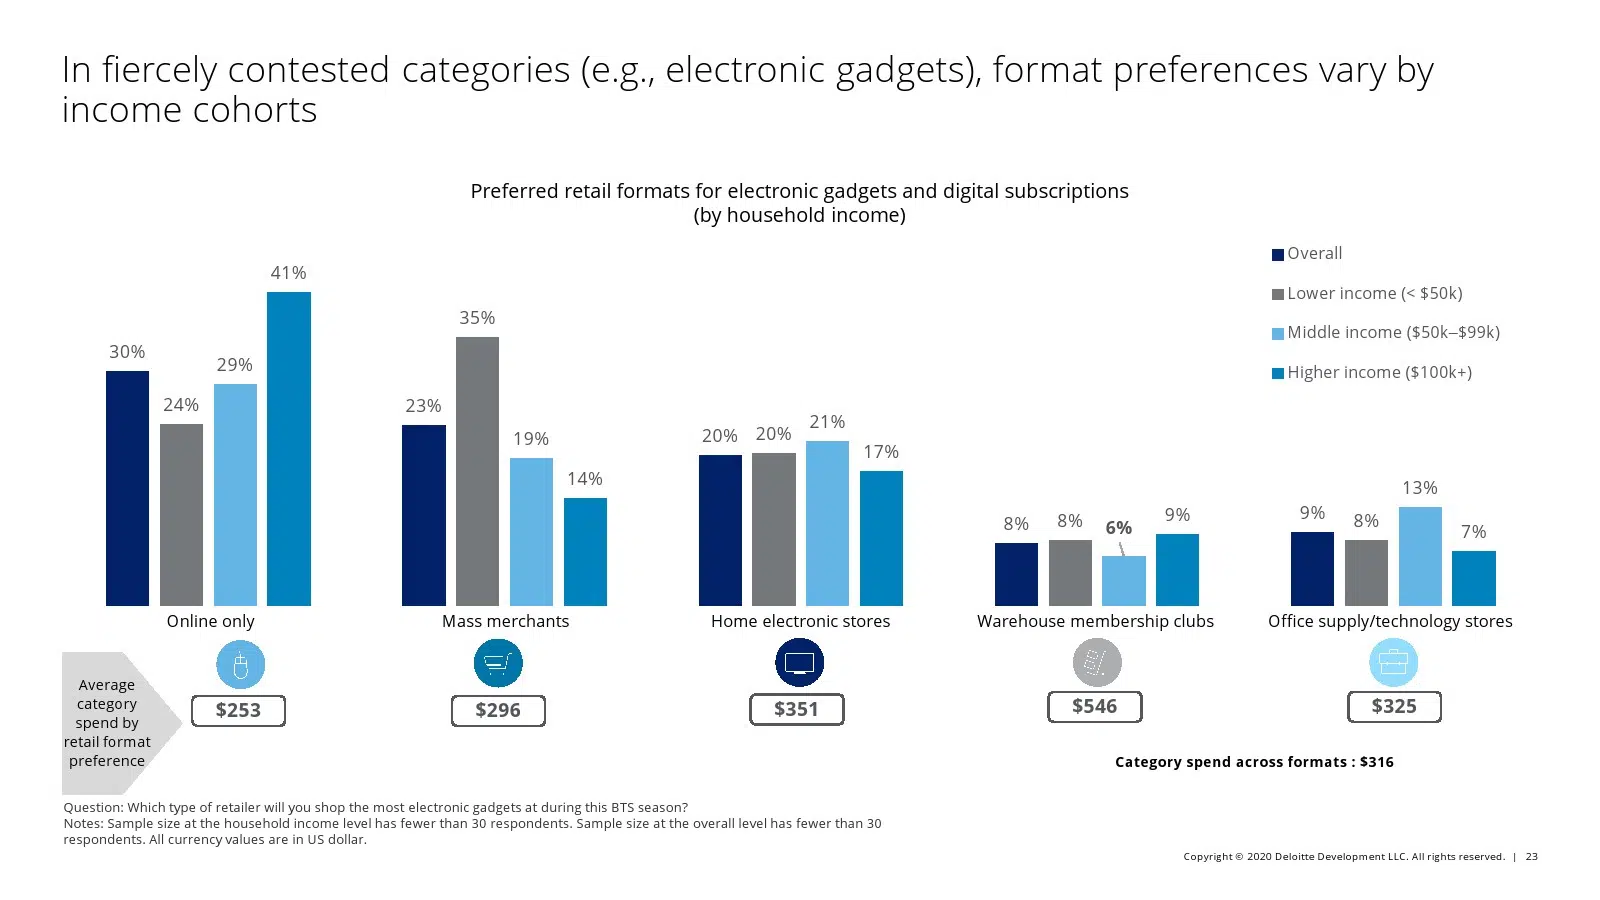 In fiercely contested categories (e.g., electronic gadgets), format preferences vary by
income cohorts
Preferred retail formats for electronic gadgets and digital subscriptions
(by household income)
Overall
Lower income (< $50k)
Middle income ($50k–$99k)
Higher income ($100k+)
30%
24%
29%
41%
Online only
23%
35%
19%
14%
Mass merchants
20%
20%
21%
17%
Home electronic stores
8%
8%
6%
9%
Warehouse membership clubs
9%
8%
13%
7%
Office supply/technology stores
Average
category
spend by
retail format
preference
$253
$296
$351
$546
$325
Category spend across formats : $316
Question: Which type of retailer will you shop the most electronic gadgets at during this BTS season?
Notes: Sample size at the household income level has fewer than 30 respondents. Sample size at the overall level has fewer than 30
respondents. All currency values are in US dollar.
Copyright © 2020 Deloitte Development LLC. All rights reserved. | 23